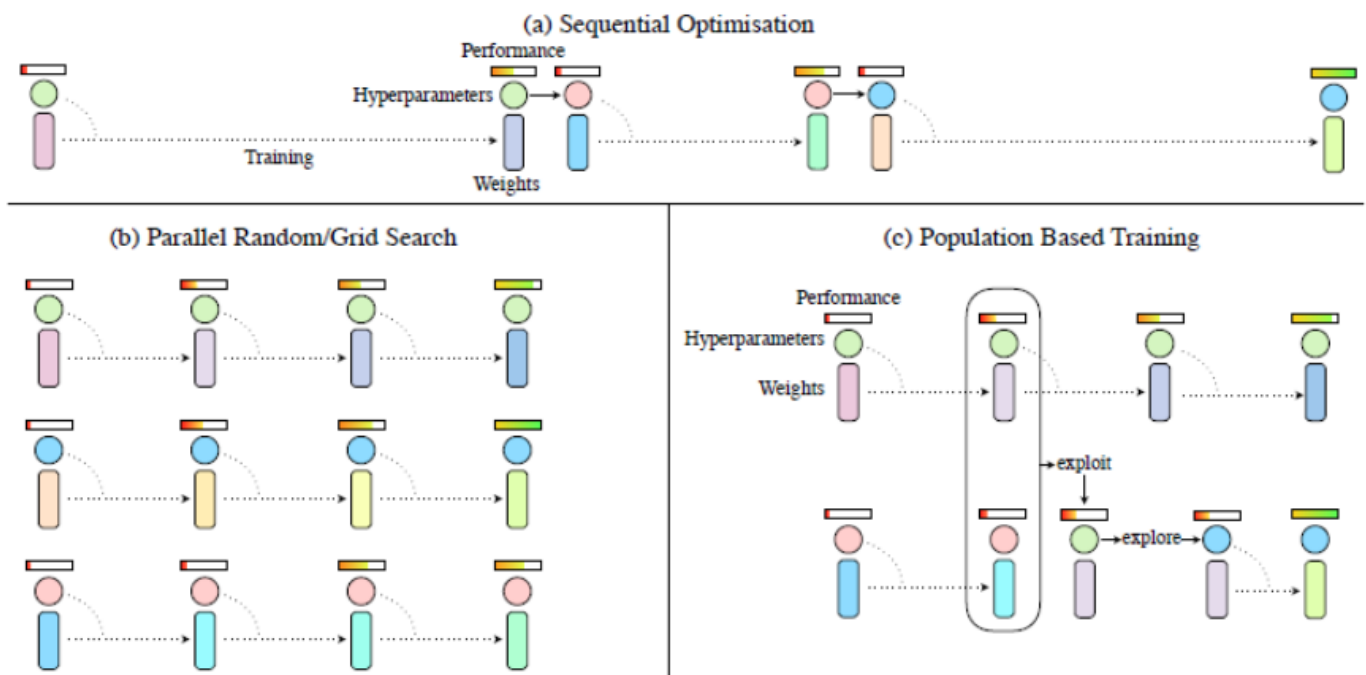 (a) Sequential Optimisation
Performance
Hyperparameters
Training
Weights
(b) Parallel Random/Grid Search
(c) Population Based Training
Performance
Hyperparameters
Weights
exploit
explore